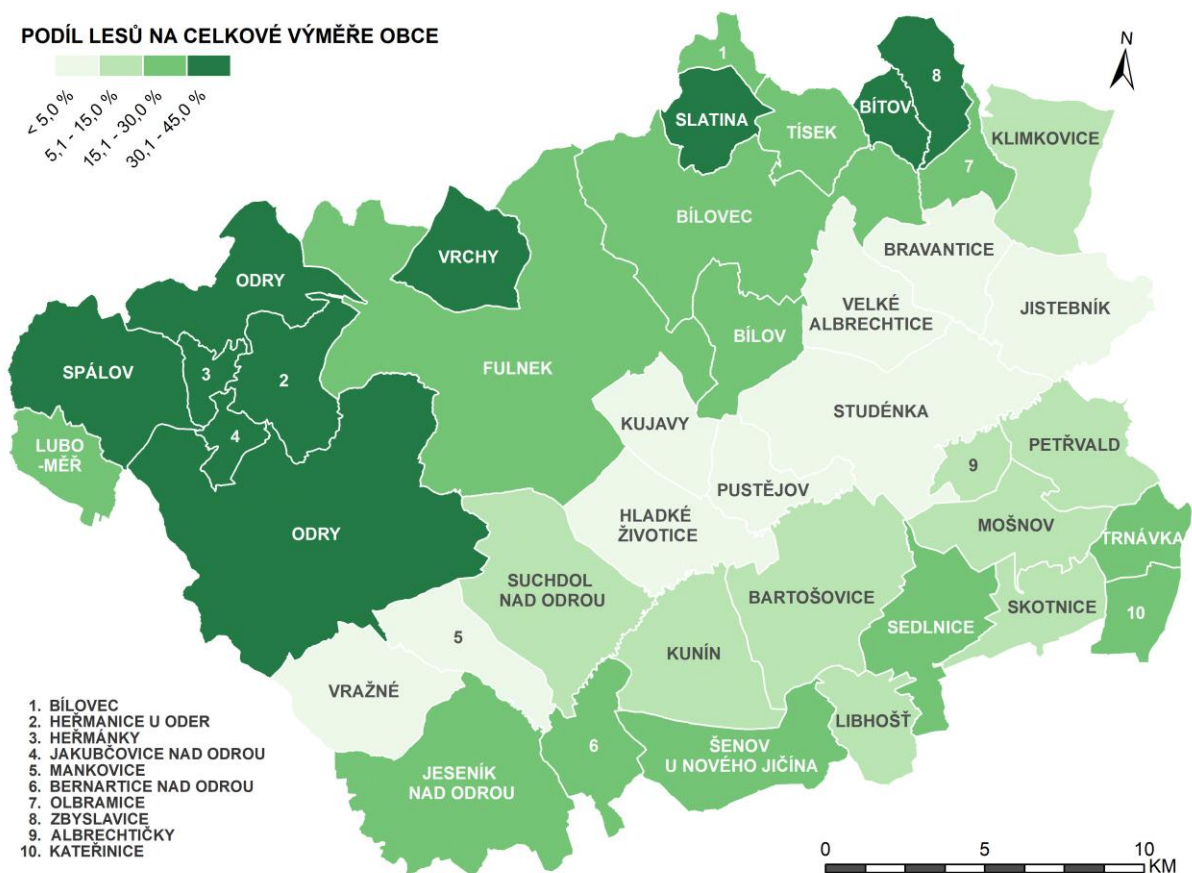 PODÍL LESŮ NA CELKOVÉ VÝMĚŘE OBCE
< 5,0 %
5,1 - 15,0 %
15,1 - 30,0 %
30,1 - 45,0 %
N
1
8
SLATINA
BÍTOV
TÍSEK
KLIMKOVICE
7
BÍLOVEC
VRCHY
BRAVANTICE
ODRY
VELKÉ
ALBRECHTICE
JISTEBNÍK
BÍLOV
SPÁLOV
3
2
FULNEK
STUDÉNKA
KUJAVY
4
LUBO
-MĚŘ
PETŘVALD
9
PUSTĚJOV
HLADKÉ
ŽIVOTICE
MOŠNOV
ODRY
TRNÁVKA
SUCHDOL
NAD ODROU
BARTOŠOVICE
SKOTNICE
10
SEDLNICE
5
KUNÍN
VRAŽNÉ
LIBHOŠŤ
6
ŠENOV
U NOVÉHO JIČÍNA
JESENÍK
NAD ODROU
1. BÍLOVEC
2. HEŘMANICE U ODER
3. HEŘMÁNKY
4. JAKUBČOVICE NAD ODROU
5. MANKOVICE
6. BERNARTICE NAD ODROU
7. OLBRAMICE
8. ZBYSLAVICE
9. ALBRECHTIČKY
10. KATEŘINICE
0 5 10
KM